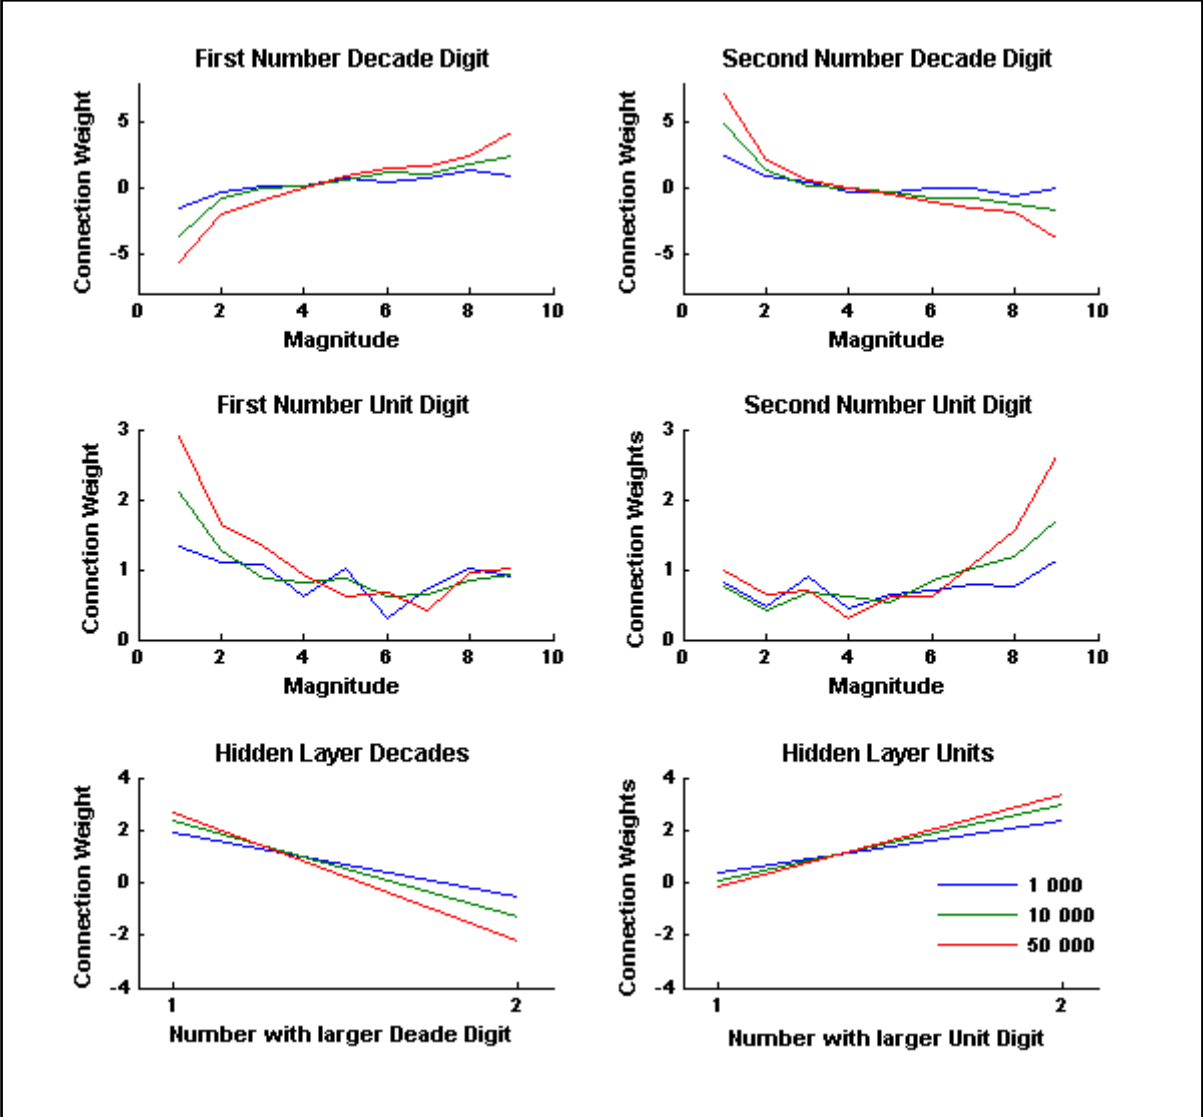 First Number Decade Digit
Connection Weight
5
0
-5
0 2 4 6 8 10
Magnitude
Second Number Decade Digit
Connection Weight
5
0
-5
0 2 4 6 8 10
Magnitude
First Number Unit Digit
Connction Weight
3
2
1
0
0 2 4 6 8 10
Magnitude
Second Number Unit Digit
Connection Weights
3
2
1
0
0 2 4 6 8 10
Magnitude
Hidden Layer Decades
Connection Weight
4
2
0
-2
-4
1 2
Number with larger Deade Digit
Hidden Layer Units
Connection Weights
4
2
0
-2
-4
1 2
Number with larger Unit Digit
1 000
10 000
50 000